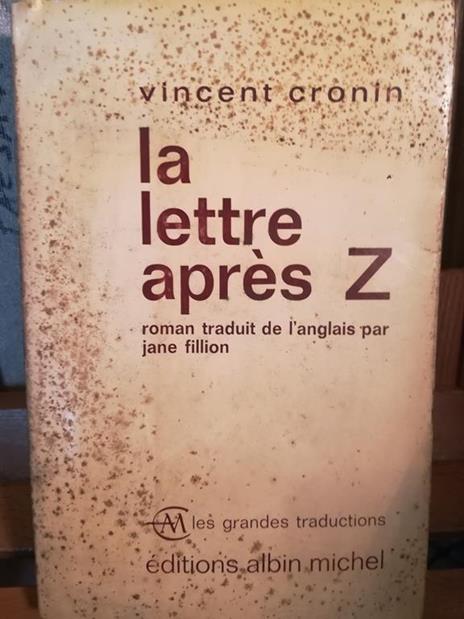 vincent cronin
la
lettre
après Z
roman traduit de l'anglais par
jane fillion
AM les grandes traductions
éditions albin michel